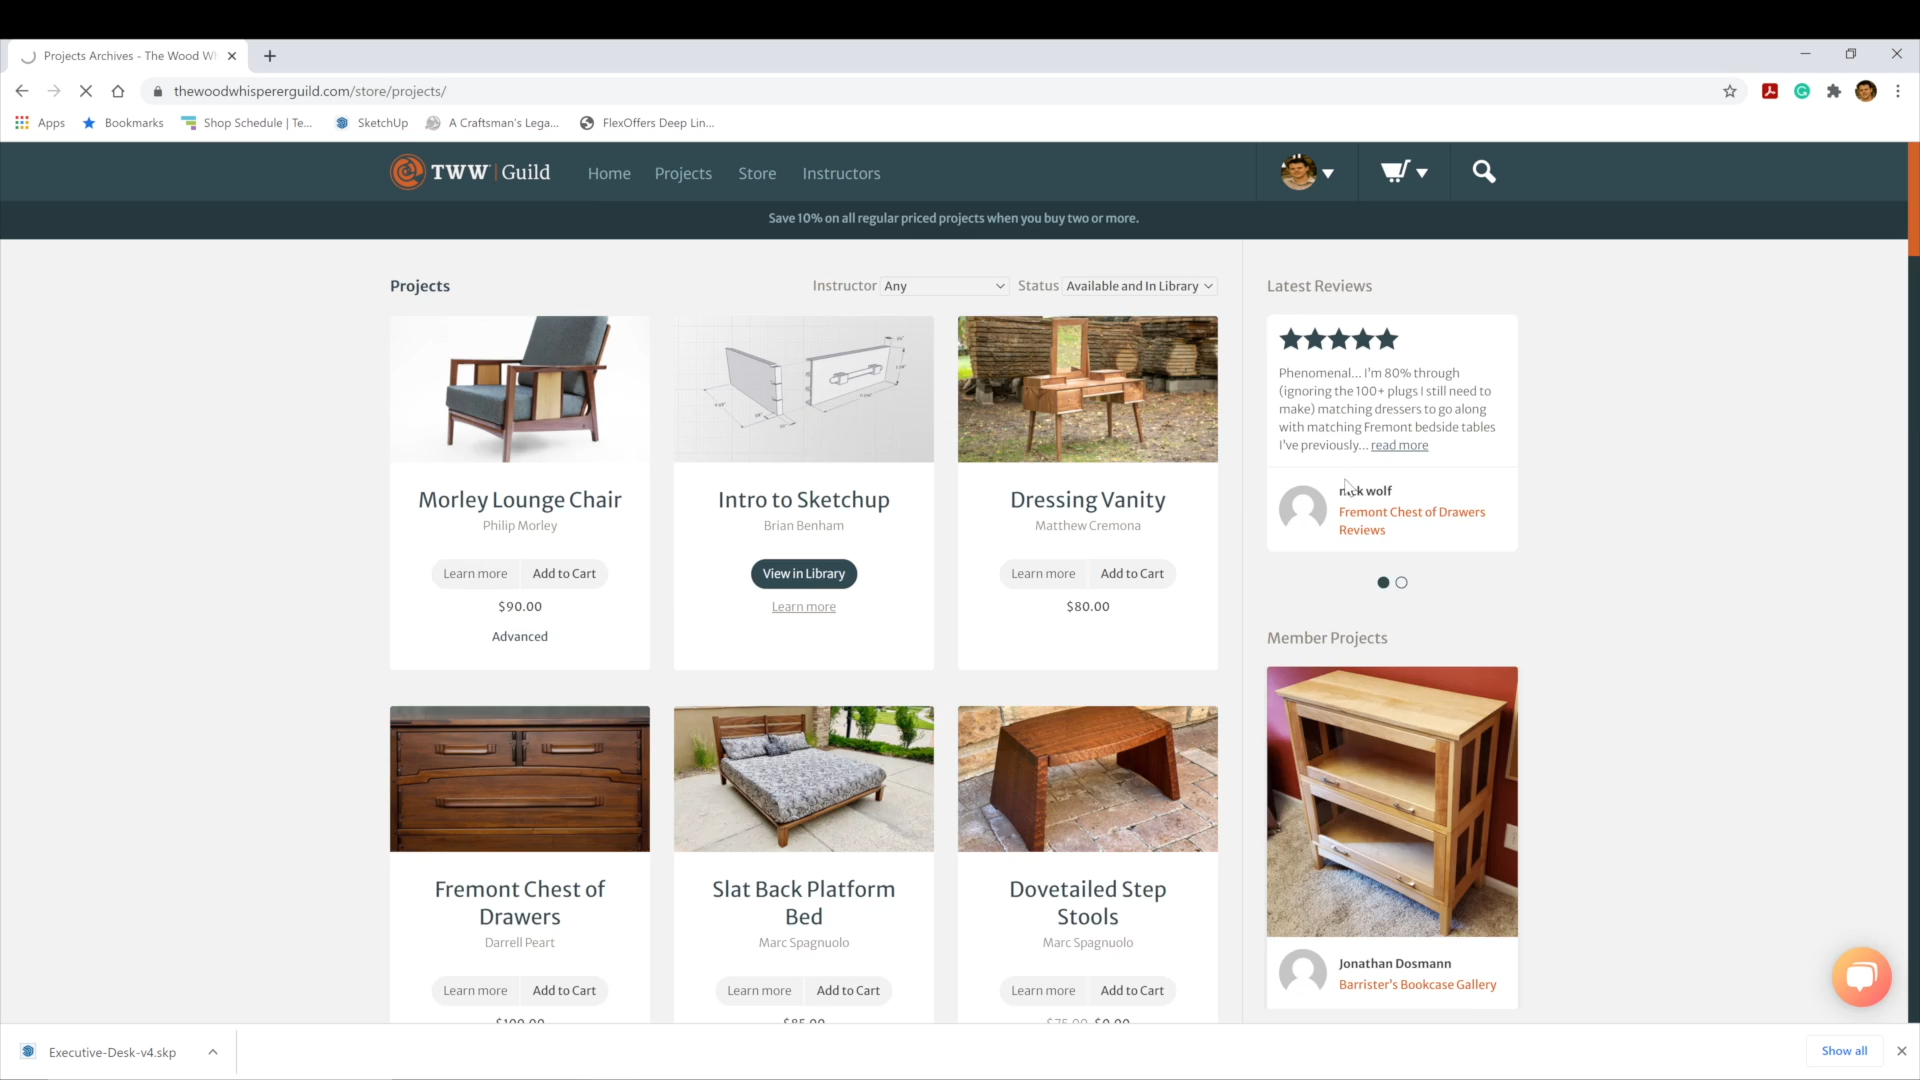 Projects Archives - The Wood W
thewoodwhispererguild.com/store/projects/
Apps Bookmarks Shop Schedule | Te... SketchUp A Craftsman's Lega... FlexOffers Deep Lin...
TWW | Guild Home Projects Store Instructors
Save 10% on all regular priced projects when you buy two or more.
Projects Instructor Any Status Available and In Library
Morley Lounge Chair
Philip Morley
Learn more Add to Cart
$90.00
Advanced
Intro to Sketchup
Brian Benham
View in Library
Learn more
Dressing Vanity
Matthew Cremona
Learn more Add to Cart
$80.00
Fremont Chest of
Drawers
Darrell Peart
Learn more Add to Cart
Slat Back Platform
Bed
Marc Spagnuolo
Learn more Add to Cart
Dovetailed Step
Stools
Marc Spagnuolo
Learn more Add to Cart
Latest Reviews
Phenomenal... I'm 80% through
(ignoring the 100+ plugs I still need to
make) matching dressers to go along
with matching Fremont bedside tables
I've previously... read more
nick wolf
Fremont Chest of Drawers
Reviews
Member Projects
Jonathan Dosmann
Barrister's Bookcase Gallery
Executive-Desk-v4.skp
Show all